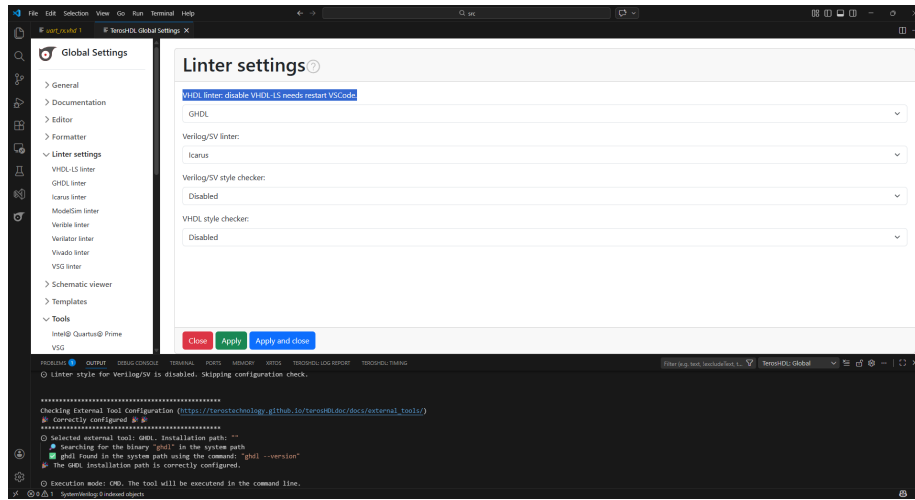 File Edit Selection View Go Run Terminal Help
src
uart_rx.vhd 1
TerosHDL Global Settings
Global Settings
General
Documentation
Editor
Formatter
Linter settings
VHDL-LS linter
GHDL linter
Icarus linter
ModelSim linter
Verible linter
Verilator linter
Vivado linter
VSG linter
Schematic viewer
Templates
Tools
Intel® Quartus® Prime
VSG
Linter settings
VHDL linter: disable VHDL-LS needs restart VSCode.
GHDL
Verilog/SV linter:
Icarus
Verilog/SV style checker:
Disabled
VHDL style checker:
Disabled
Close Apply Apply and close
PROBLEMS 1 OUTPUT DEBUG CONSOLE TERMINAL PORTS MEMORY XRTOS TEROSHDL: LOG REPORT TEROSHDL: TIMING
Filter (e.g. text, !excludeText, t... TerosHDL: Global
Linter style for Verilog/SV is disabled. Skipping configuration check.
Checking External Tool Configuration (https://terostechnology.github.io/terosHDLdoc/docs/external_tools/)
Correctly configured
Selected external tool: GHDL. Installation path: ""
Searching for the binary "ghdl" in the system path
ghdl Found in the system path using the command: "ghdl --version"
The GHDL installation path is correctly configured.
Execution mode: CMD. The tool will be executend in the command line.
0 1 SystemVerilog: 0 indexed objects